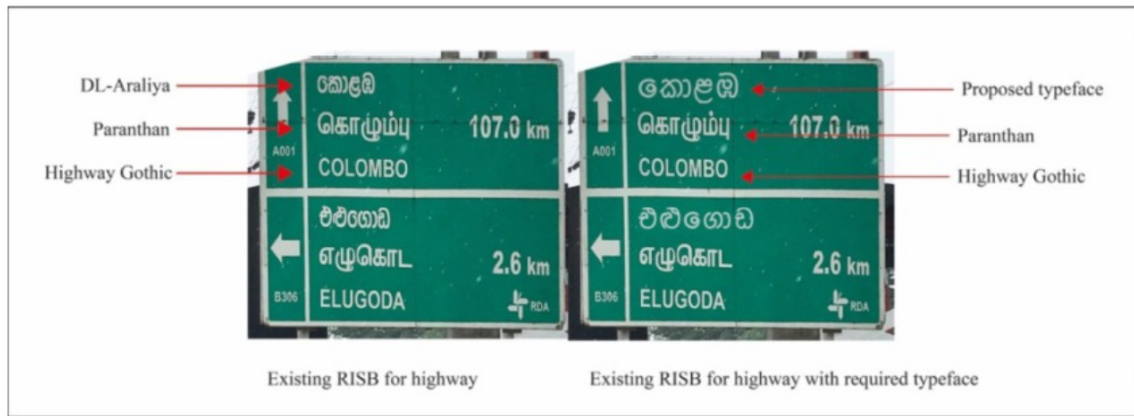 DL-Araliya
Paranthan
Highway Gothic
කොළඹ
கொழும்பு 107.0 km
A001
COLOMBO
එළුගොඩ
எழுகொட 2.6 km
B306
ELUGODA RDA
කොළඹ
கொழும்பு 107.0 km
A001
COLOMBO
එළුගොඩ
எழுகொட 2.6 km
B306
ELUGODA RDA
Proposed typeface
Paranthan
Highway Gothic
Existing RISB for highway
Existing RISB for highway with required typeface